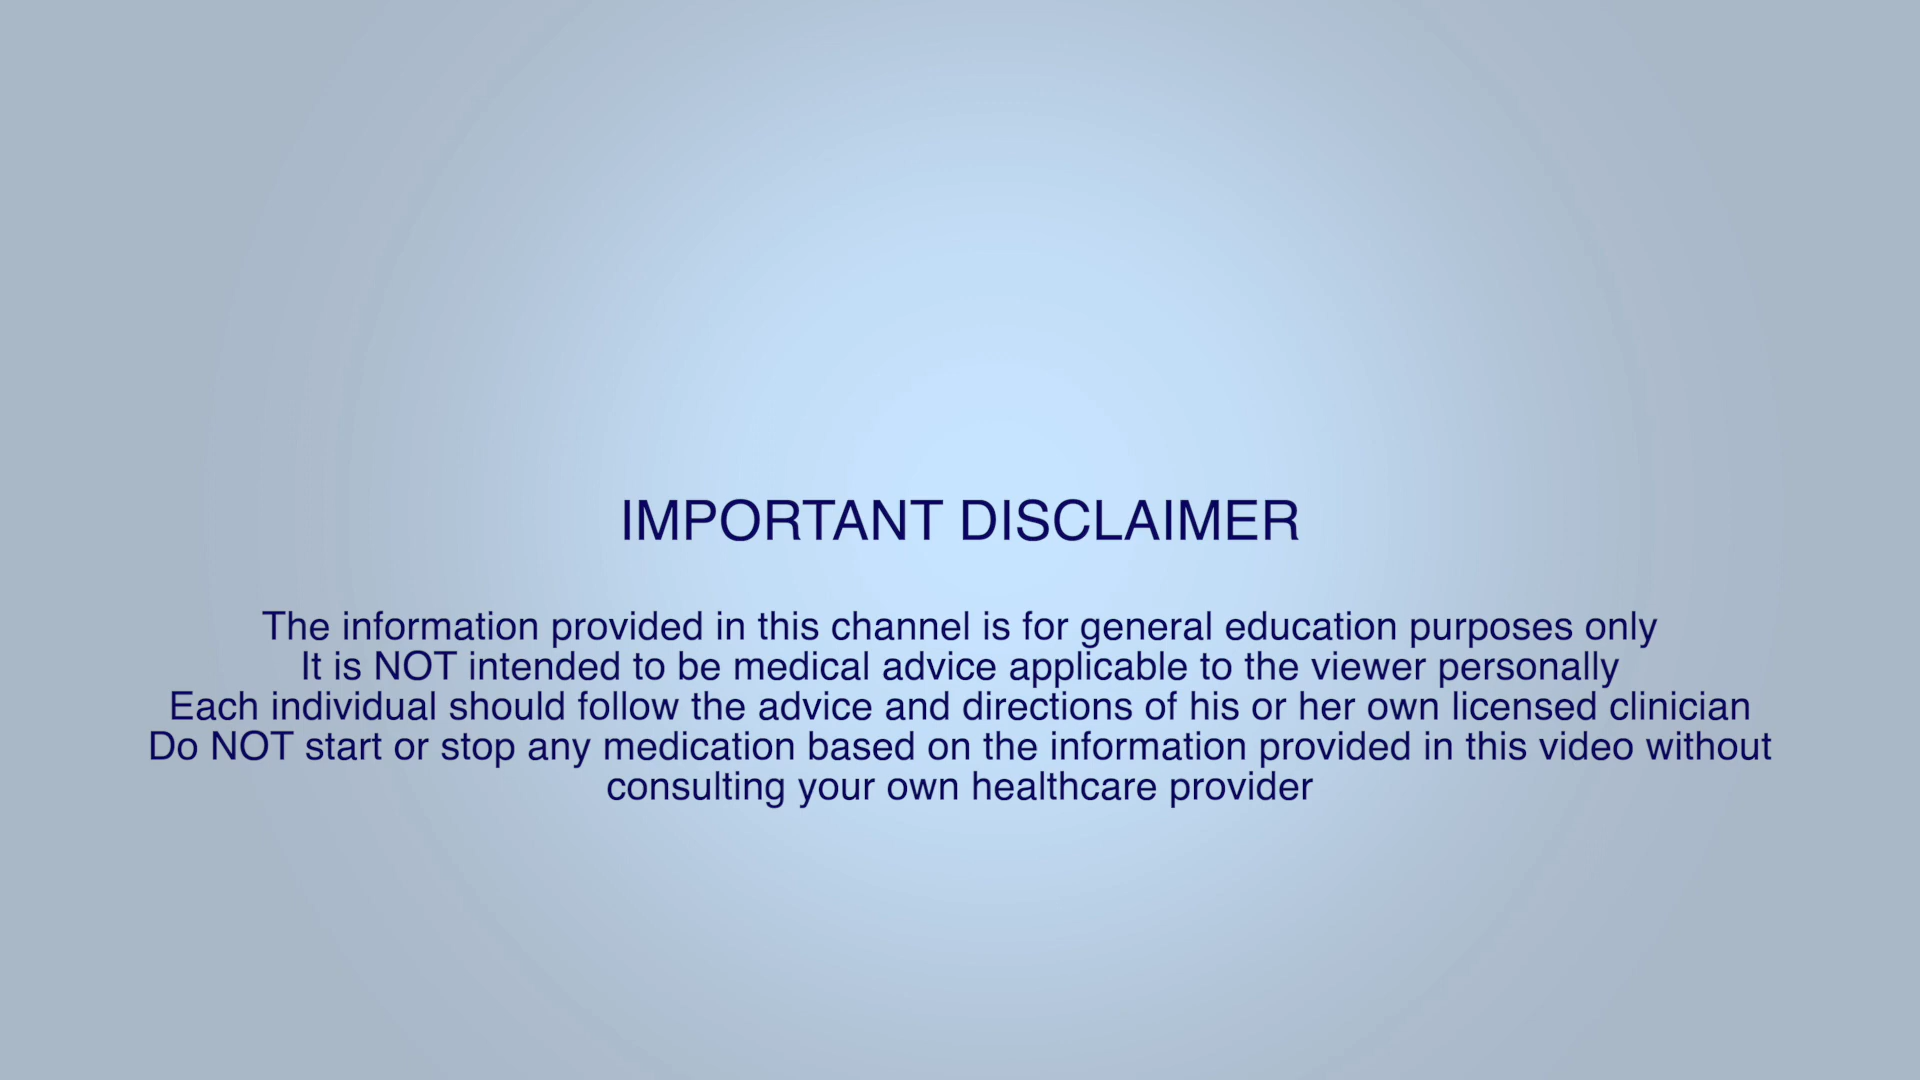 IMPORTANT DISCLAIMER
The information provided in this channel is for general education purposes only
It is NOT intended to be medical advice applicable to the viewer personally
Each individual should follow the advice and directions of his or her own licensed clinician
Do NOT start or stop any medication based on the information provided in this video without
consulting your own healthcare provider